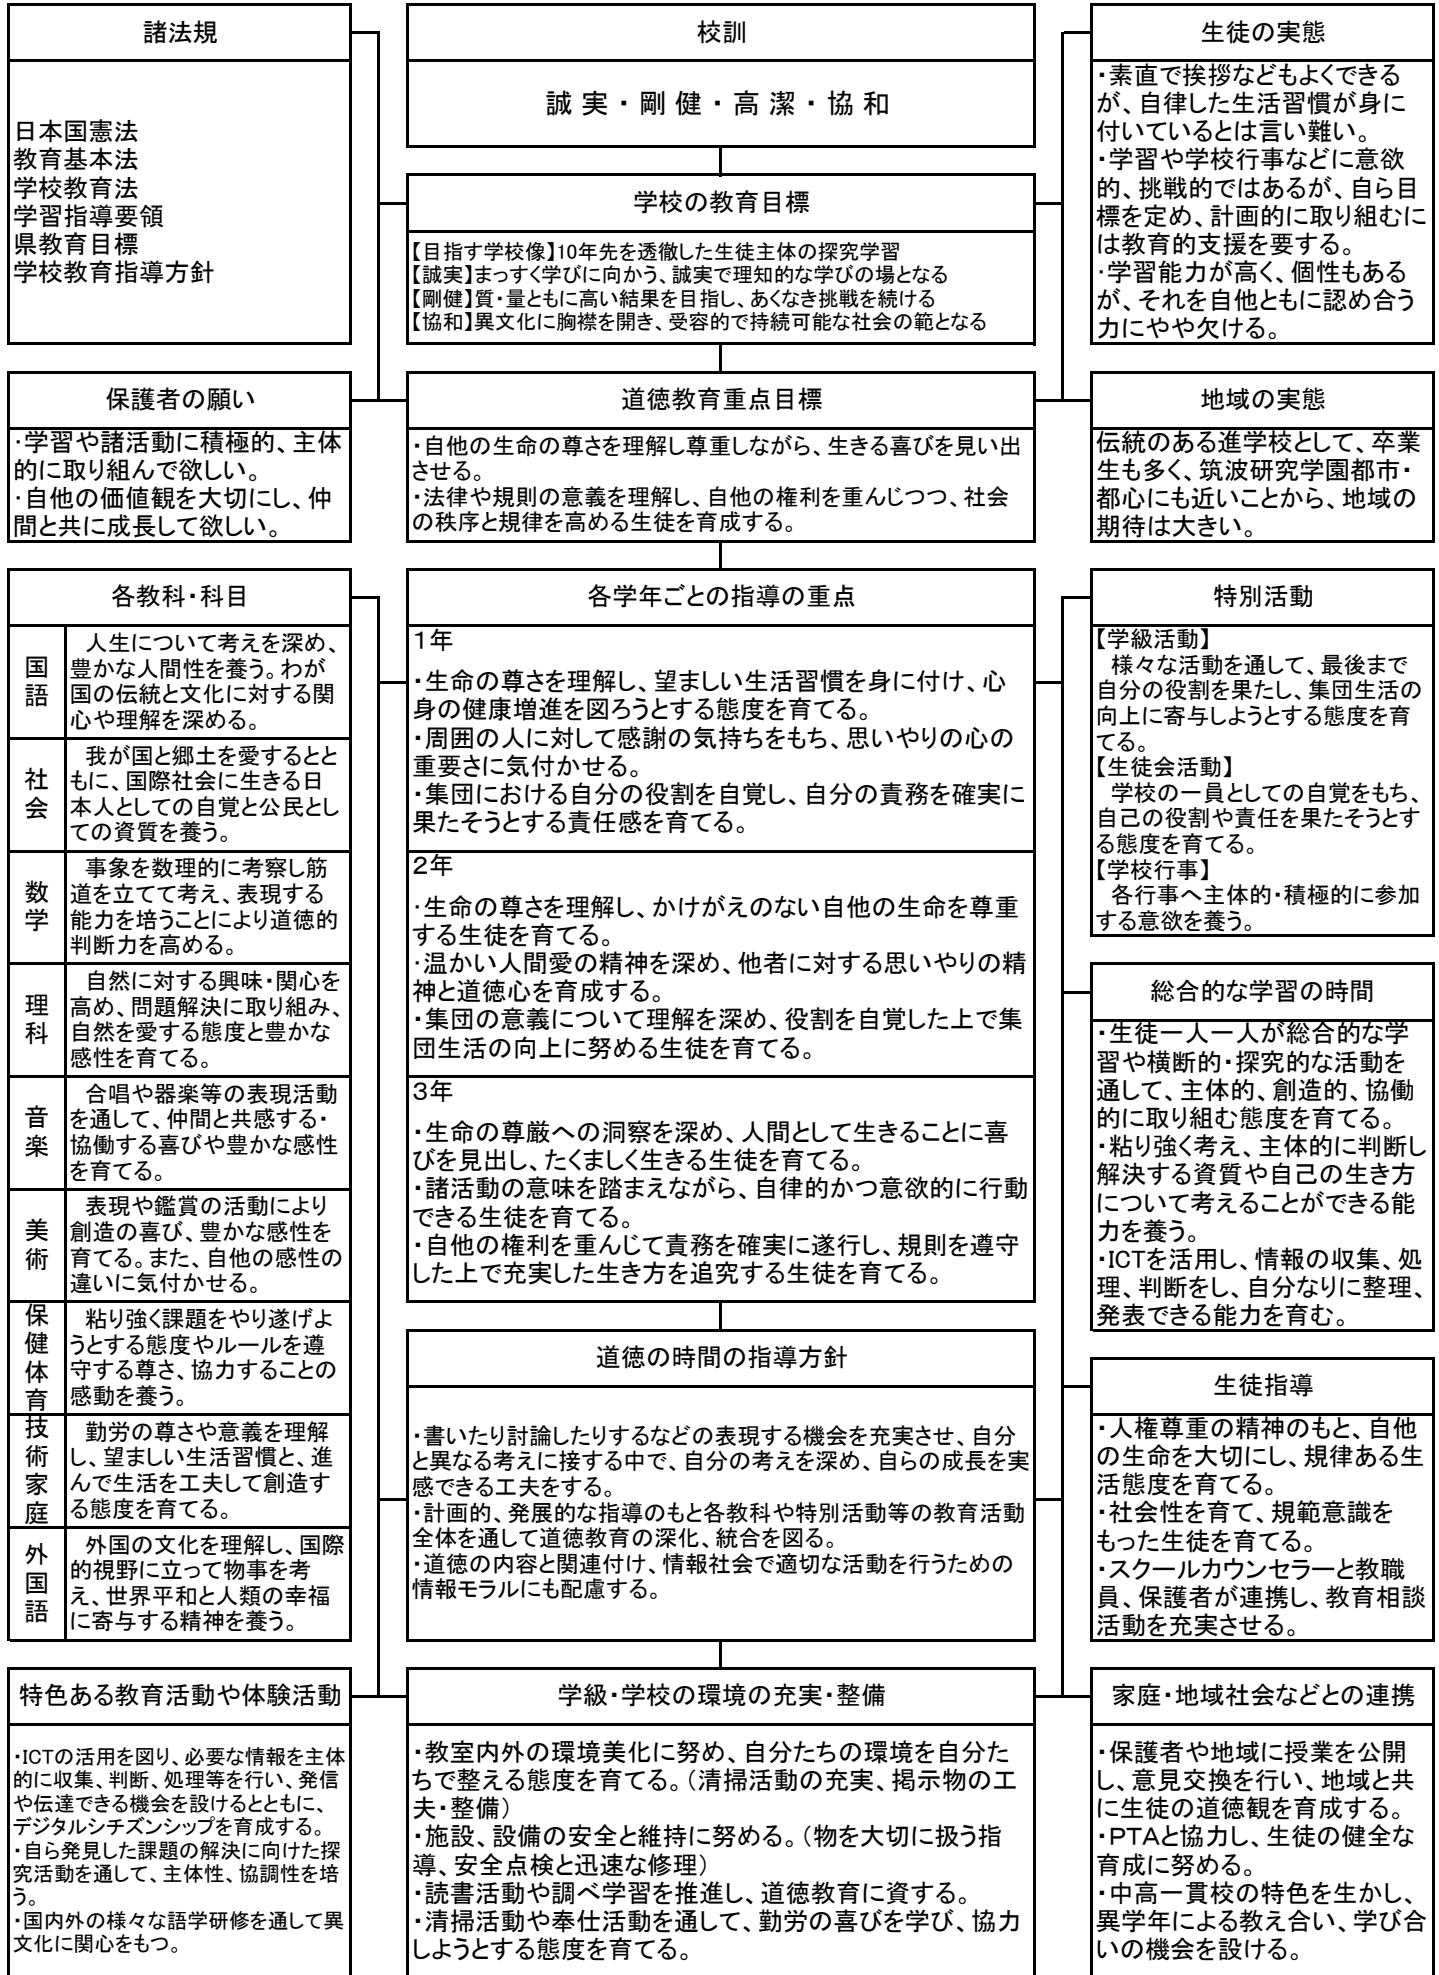 諸法規
日本国憲法
教育基本法
学校教育法
学習指導要領
県教育目標
学校教育指導方針
校訓
誠 実 ・ 剛 健 ・ 高 潔 ・ 協 和
学校の教育目標
【目指す学校像】10年先を透徹した生徒主体の探究学習
【誠実】まっすく学びに向かう、誠実で理知的な学びの場となる
【剛健】質・量ともに高い結果を目指し、あくなき挑戦を続ける
【協和】異文化に胸襟を開き、受容的で持続可能な社会の範となる
生徒の実態
・素直で挨拶などもよくできる
が、自律した生活習慣が身に
付いているとは言い難い。
・学習や学校行事などに意欲
的、挑戦的ではあるが、自ら目
標を定め、計画的に取り組むに
は教育的支援を要する。
・学習能力が高く、個性もある
が、それを自他ともに認め合う
力にやや欠ける。
保護者の願い
・学習や諸活動に積極的、主体
的に取り組んで欲しい。
・自他の価値観を大切にし、仲
間と共に成長して欲しい。
道徳教育重点目標
・自他の生命の尊さを理解し尊重しながら、生きる喜びを見い出
させる。
・法律や規則の意義を理解し、自他の権利を重んじつつ、社会
の秩序と規律を高める生徒を育成する。
地域の実態
伝統のある進学校として、卒業
生も多く、筑波研究学園都市・
都心にも近いことから、地域の
期待は大きい。
各教科・科目
国語
人生について考えを深め、
豊かな人間性を養う。わが
国の伝統と文化に対する関
心や理解を深める。
社会
我が国と郷土を愛するとと
もに、国際社会に生きる日
本人としての自覚と公民とし
ての資質を養う。
数学
事象を数理的に考察し筋
道を立てて考え、表現する
能力を培うことにより道徳的
判断力を高める。
理科
自然に対する興味・関心を
高め、問題解決に取り組み、
自然を愛する態度と豊かな
感性を育てる。
音楽
合唱や器楽等の表現活動
を通して、仲間と共感する・
協働する喜びや豊かな感性
を育てる。
美術
表現や鑑賞の活動により
創造の喜び、豊かな感性を
育てる。また、自他の感性の
違いに気付かせる。
保健体育
粘り強く課題をやり遂げよ
うとする態度やルールを遵
守する尊さ、協力することの
感動を養う。
技術家庭
勤労の尊さや意義を理解
し、望ましい生活習慣と、進
んで生活を工夫して創造す
る態度を育てる。
外国語
外国の文化を理解し、国際
的視野に立って物事を考
え、世界平和と人類の幸福
に寄与する精神を養う。
各学年ごとの指導の重点
1年
・生命の尊さを理解し、望ましい生活習慣を身に付け、心
身の健康増進を図ろうとする態度を育てる。
・周囲の人に対して感謝の気持ちをもち、思いやりの心の
重要さに気付かせる。
・集団における自分の役割を自覚し、自分の責務を確実に
果たそうとする責任感を育てる。
2年
・生命の尊さを理解し、かけがえのない自他の生命を尊重
する生徒を育てる。
・温かい人間愛の精神を深め、他者に対する思いやりの精
神と道徳心を育成する。
・集団の意義について理解を深め、役割を自覚した上で集
団生活の向上に努める生徒を育てる。
3年
・生命の尊厳への洞察を深め、人間として生きることに喜
びを見出し、たくましく生きる生徒を育てる。
・諸活動の意味を踏まえながら、自律的かつ意欲的に行動
できる生徒を育てる。
・自他の権利を重んじて責務を確実に遂行し、規則を遵守
した上で充実した生き方を追究する生徒を育てる。
道徳の時間の指導方針
・書いたり討論したりするなどの表現する機会を充実させ、自分
と異なる考えに接する中で、自分の考えを深め、自らの成長を実
感できる工夫をする。
・計画的、発展的な指導のもと各教科や特別活動等の教育活動
全体を通して道徳教育の深化、統合を図る。
・道徳の内容と関連付け、情報社会で適切な活動を行うための
情報モラルにも配慮する。
特別活動
【学級活動】
様々な活動を通して、最後まで
自分の役割を果たし、集団生活の
向上に寄与しようとする態度を育
てる。
【生徒会活動】
学校の一員としての自覚をもち、
自己の役割や責任を果たそうとす
る態度を育てる。
【学校行事】
各行事へ主体的・積極的に参加
する意欲を養う。
総合的な学習の時間
・生徒一人一人が総合的な学
習や横断的・探究的な活動を
通して、主体的、創造的、協働
的に取り組む態度を育てる。
・粘り強く考え、主体的に判断し
解決する資質や自己の生き方
について考えることができる能
力を養う。
・ICTを活用し、情報の収集、処
理、判断をし、自分なりに整理、
発表できる能力を育む。
生徒指導
・人権尊重の精神のもと、自他
の生命を大切にし、規律ある生
活態度を育てる。
・社会性を育て、規範意識を
もった生徒を育てる。
・スクールカウンセラーと教職
員、保護者が連携し、教育相談
活動を充実させる。
特色ある教育活動や体験活動
・ICTの活用を図り、必要な情報を主体
的に収集、判断、処理等を行い、発信
や伝達できる機会を設けるとともに、
デジタルシチズンシップを育成する。
・自ら発見した課題の解決に向けた探
究活動を通して、主体性、協調性を培
う。
・国内外の様々な語学研修を通して異
文化に関心をもつ。
学級・学校の環境の充実・整備
・教室内外の環境美化に努め、自分たちの環境を自分た
ちで整える態度を育てる。(清掃活動の充実、掲示物の工
夫・整備)
・施設、設備の安全と維持に努める。(物を大切に扱う指
導、安全点検と迅速な修理)
・読書活動や調べ学習を推進し、道徳教育に資する。
・清掃活動や奉仕活動を通して、勤労の喜びを学び、協力
しようとする態度を育てる。
家庭・地域社会などとの連携
・保護者や地域に授業を公開
し、意見交換を行い、地域と共
に生徒の道徳観を育成する。
・PTAと協力し、生徒の健全な
育成に努める。
・中高一貫校の特色を生かし、
異学年による教え合い、学び合
いの機会を設ける。